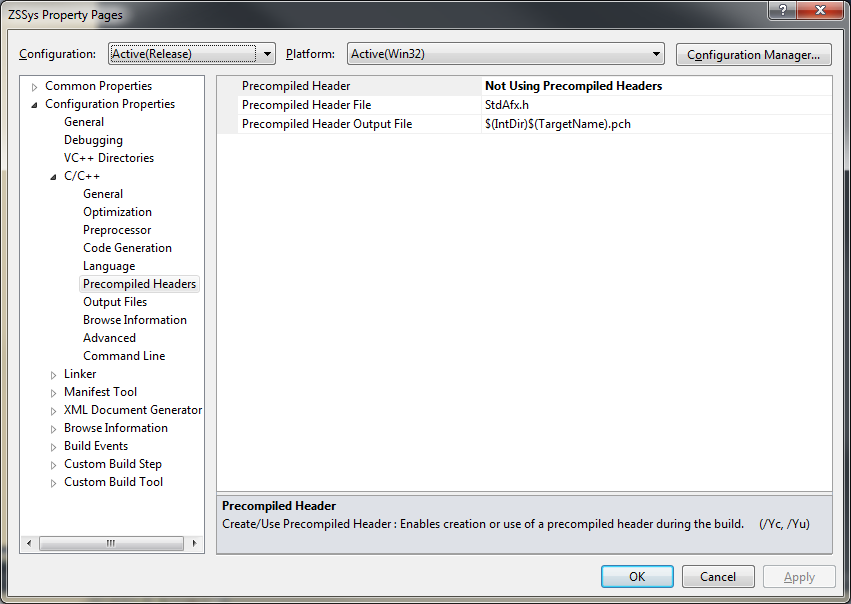 ZSSys Property Pages
?
Configuration: Active(Release) Platform: Active(Win32) Configuration Manager...
Common Properties
Configuration Properties
General
Debugging
VC++ Directories
C/C++
General
Optimization
Preprocessor
Code Generation
Language
Precompiled Headers
Output Files
Browse Information
Advanced
Command Line
Linker
Manifest Tool
XML Document Generator
Browse Information
Build Events
Custom Build Step
Custom Build Tool
Precompiled Header Not Using Precompiled Headers
Precompiled Header File StdAfx.h
Precompiled Header Output File $(IntDir)$(TargetName).pch
Precompiled Header
Create/Use Precompiled Header : Enables creation or use of a precompiled header during the build. (/Yc, /Yu)
OK Cancel Apply